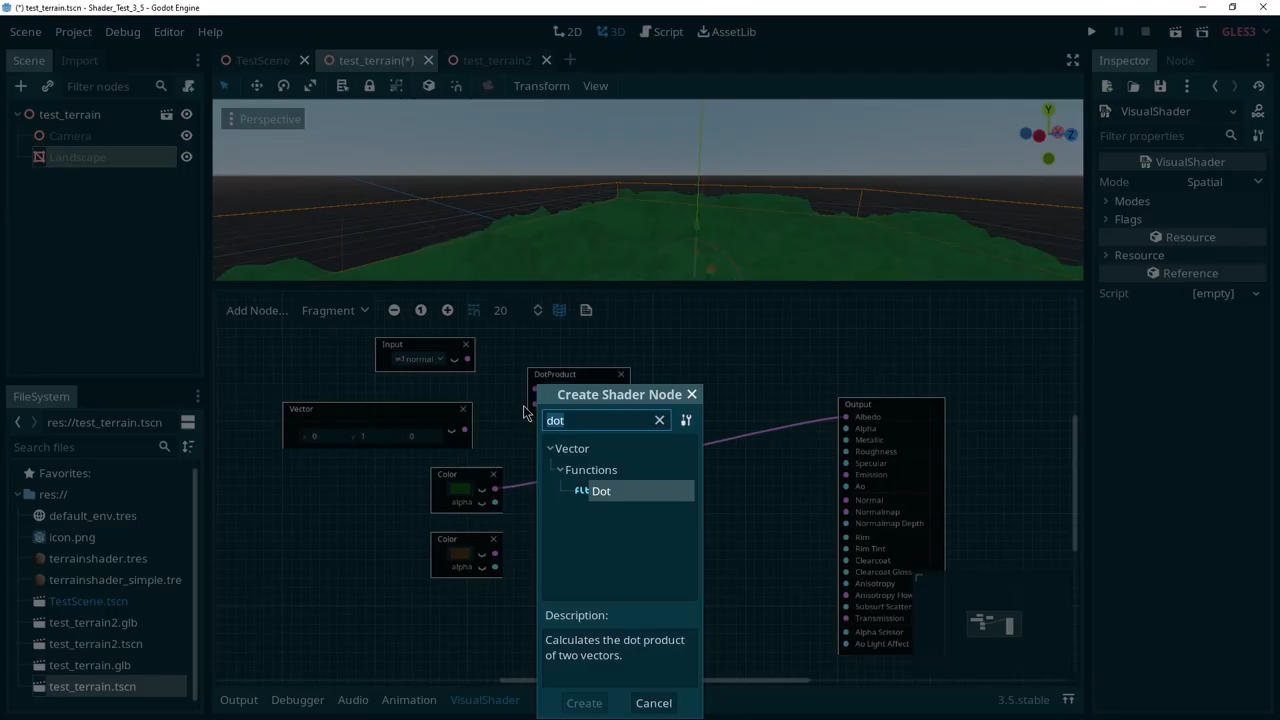 (*) test_terrain.tscn - Shader_Test_3_5 - Godot Engine
Scene Project Debug Editor Help
2D 3D Script AssetLib
GLES3
Scene Import
TestScene test_terrain(*) test_terrain2
Inspector Node
Filter nodes
Transform View
test_terrain
Camera
Landscape
Perspective
Y
X
Z
VisualShader
Filter properties
VisualShader
Mode Spatial
Modes
Flags
Resource
Resource
Reference
Script [empty]
Add Node... Fragment 1 20
Input
normal
DotProduct
Vector
x 0 y 1 0
Color
alpha
Color
alpha
Create Shader Node
dot
Vector
Functions
flt Dot
Description:
Calculates the dot product
of two vectors.
Create Cancel
Output
Albedo
Alpha
Metallic
Roughness
Specular
Emission
Ao
Normal
Normalmap
Normalmap Depth
Rim
Rim Tint
Clearcoat
Clearcoat Gloss
Anisotropy
Anisotropy Flow
Subsurf Scatter
Transmission
Alpha Scissor
Ao Light Affect
FileSystem
res://test_terrain.tscn
Search files
Favorites:
res://
default_env.tres
icon.png
terrainshader.tres
terrainshader_simple.tre
TestScene.tscn
test_terrain2.glb
test_terrain2.tscn
test_terrain.glb
test_terrain.tscn
Output Debugger Audio Animation VisualShader
3.5.stable